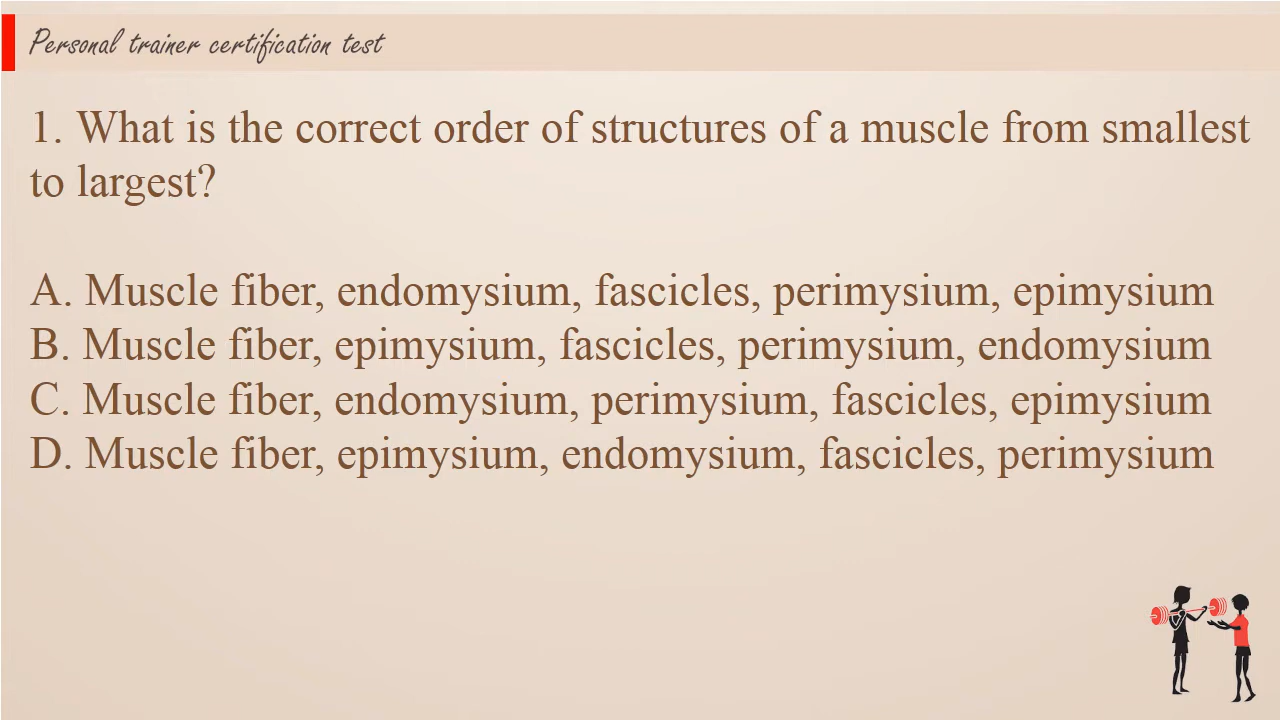 Personal trainer certification test
1. What is the correct order of structures of a muscle from smallest
to largest?
A. Muscle fiber, endomysium, fascicles, perimysium, epimysium
B. Muscle fiber, epimysium, fascicles, perimysium, endomysium
C. Muscle fiber, endomysium, perimysium, fascicles, epimysium
D. Muscle fiber, epimysium, endomysium, fascicles, perimysium